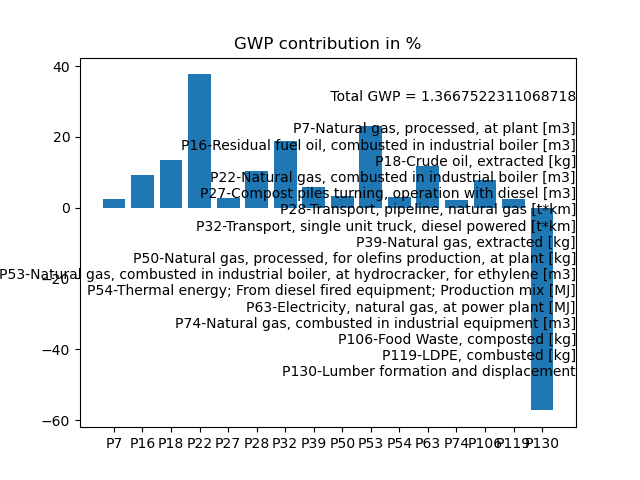 GWP contribution in %
40
20
0
−20
−40
−60
Total GWP = 1.3667522311068718
P7-Natural gas, processed, at plant [m3]
P16-Residual fuel oil, combusted in industrial boiler [m3]
P18-Crude oil, extracted [kg]
P22-Natural gas, combusted in industrial boiler [m3]
P27-Compost piles turning, operation with diesel [m3]
P28-Transport, pipeline, natural gas [t*km]
P32-Transport, single unit truck, diesel powered [t*km]
P39-Natural gas, extracted [kg]
P50-Natural gas, processed, for olefins production, at plant [kg]
P53-Natural gas, combusted in industrial boiler, at hydrocracker, for ethylene [m3]
P54-Thermal energy; From diesel fired equipment; Production mix [MJ]
P63-Electricity, natural gas, at power plant [MJ]
P74-Natural gas, combusted in industrial equipment [m3]
P106-Food Waste, composted [kg]
P119-LDPE, combusted [kg]
P130-Lumber formation and displacement
P7 P16 P18 P22 P27 P28 P32 P39 P50 P53 P54 P63 P74 P106 P119 P130